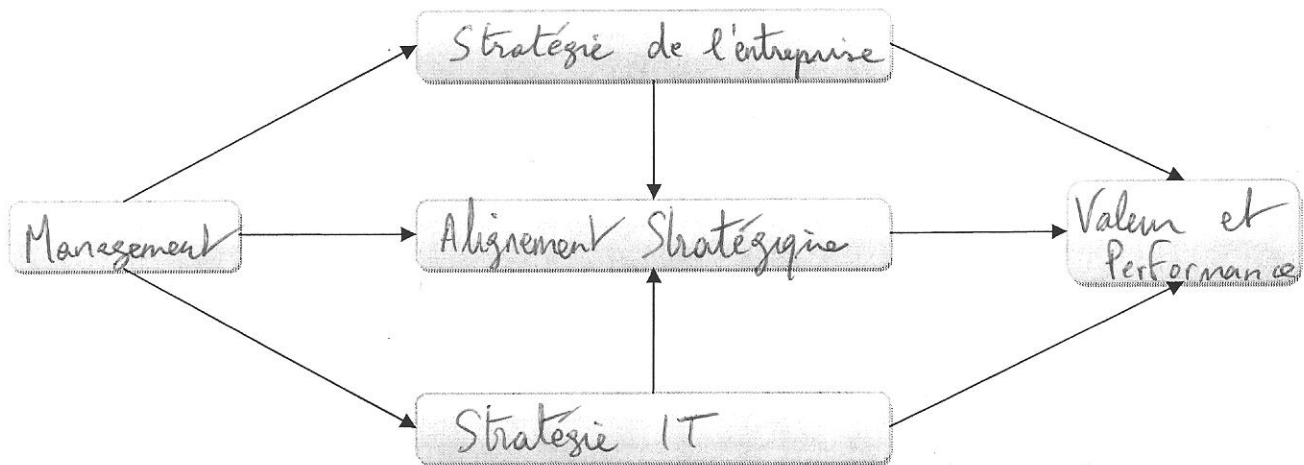 Stratégie de l'entreprise
Management
Alignement Stratégique
Valeur et
Performance
Stratégie IT